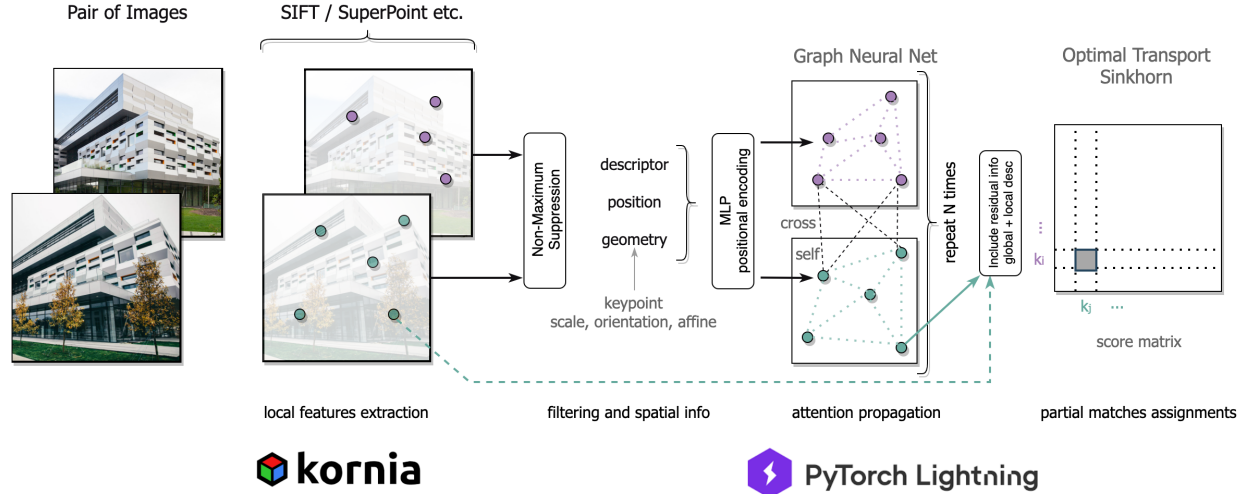 Pair of Images
SIFT / SuperPoint etc.
Graph Neural Net
Optimal Transport
Sinkhorn
Non-Maximum
Suppression
descriptor
position
geometry
keypoint
scale, orientation, affine
MLP
positional encoding
cross
self
repeat N times
Include residual info
global + local desc
...
ki
kj ...
score matrix
local features extraction
filtering and spatial info
attention propagation
partial matches assignments
kornia
PyTorch Lightning